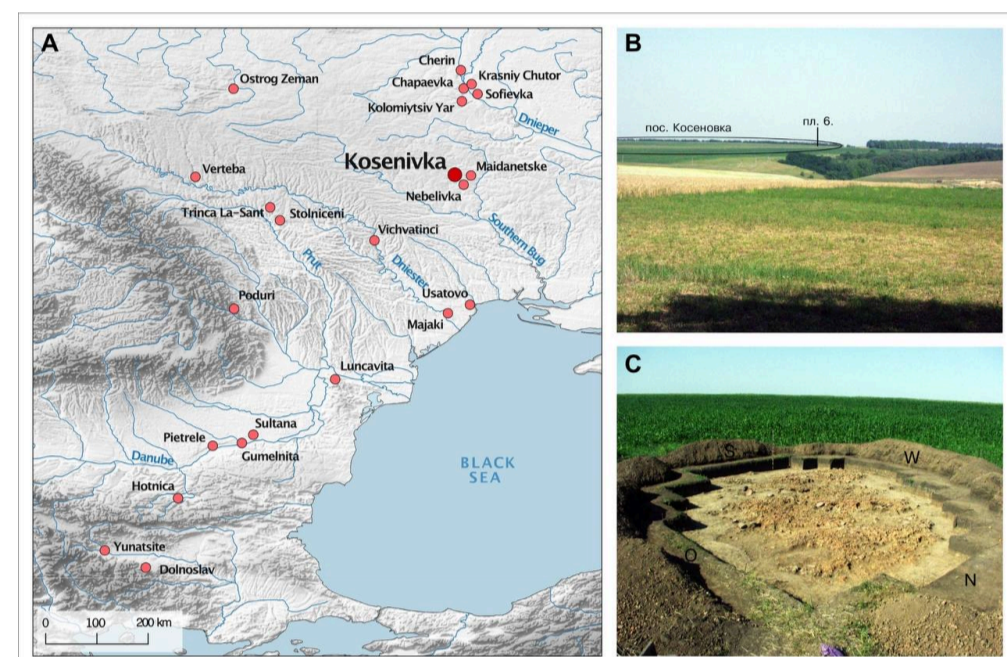 A
Cherin
Ostrog Zeman
Chapaevka
Krasniy Chutor
Sofievka
Kolomiytsiv Yar
Dnieper
Kosenivka
Maidanetske
Verteba
Nebelivka
Trinca La-Sant
Stolniceni
Southern Bug
Vichvatinci
Prut
Dniester
Poduri
Usatovo
Majaki
Luncavita
Sultana
Pietrele
Gumelnita
Danube
BLACK
SEA
Hotnica
Yunatsite
Dolnoslav
0 100 200 km
B
пос. Косеновка
пл. 6.
C
S
W
O
N